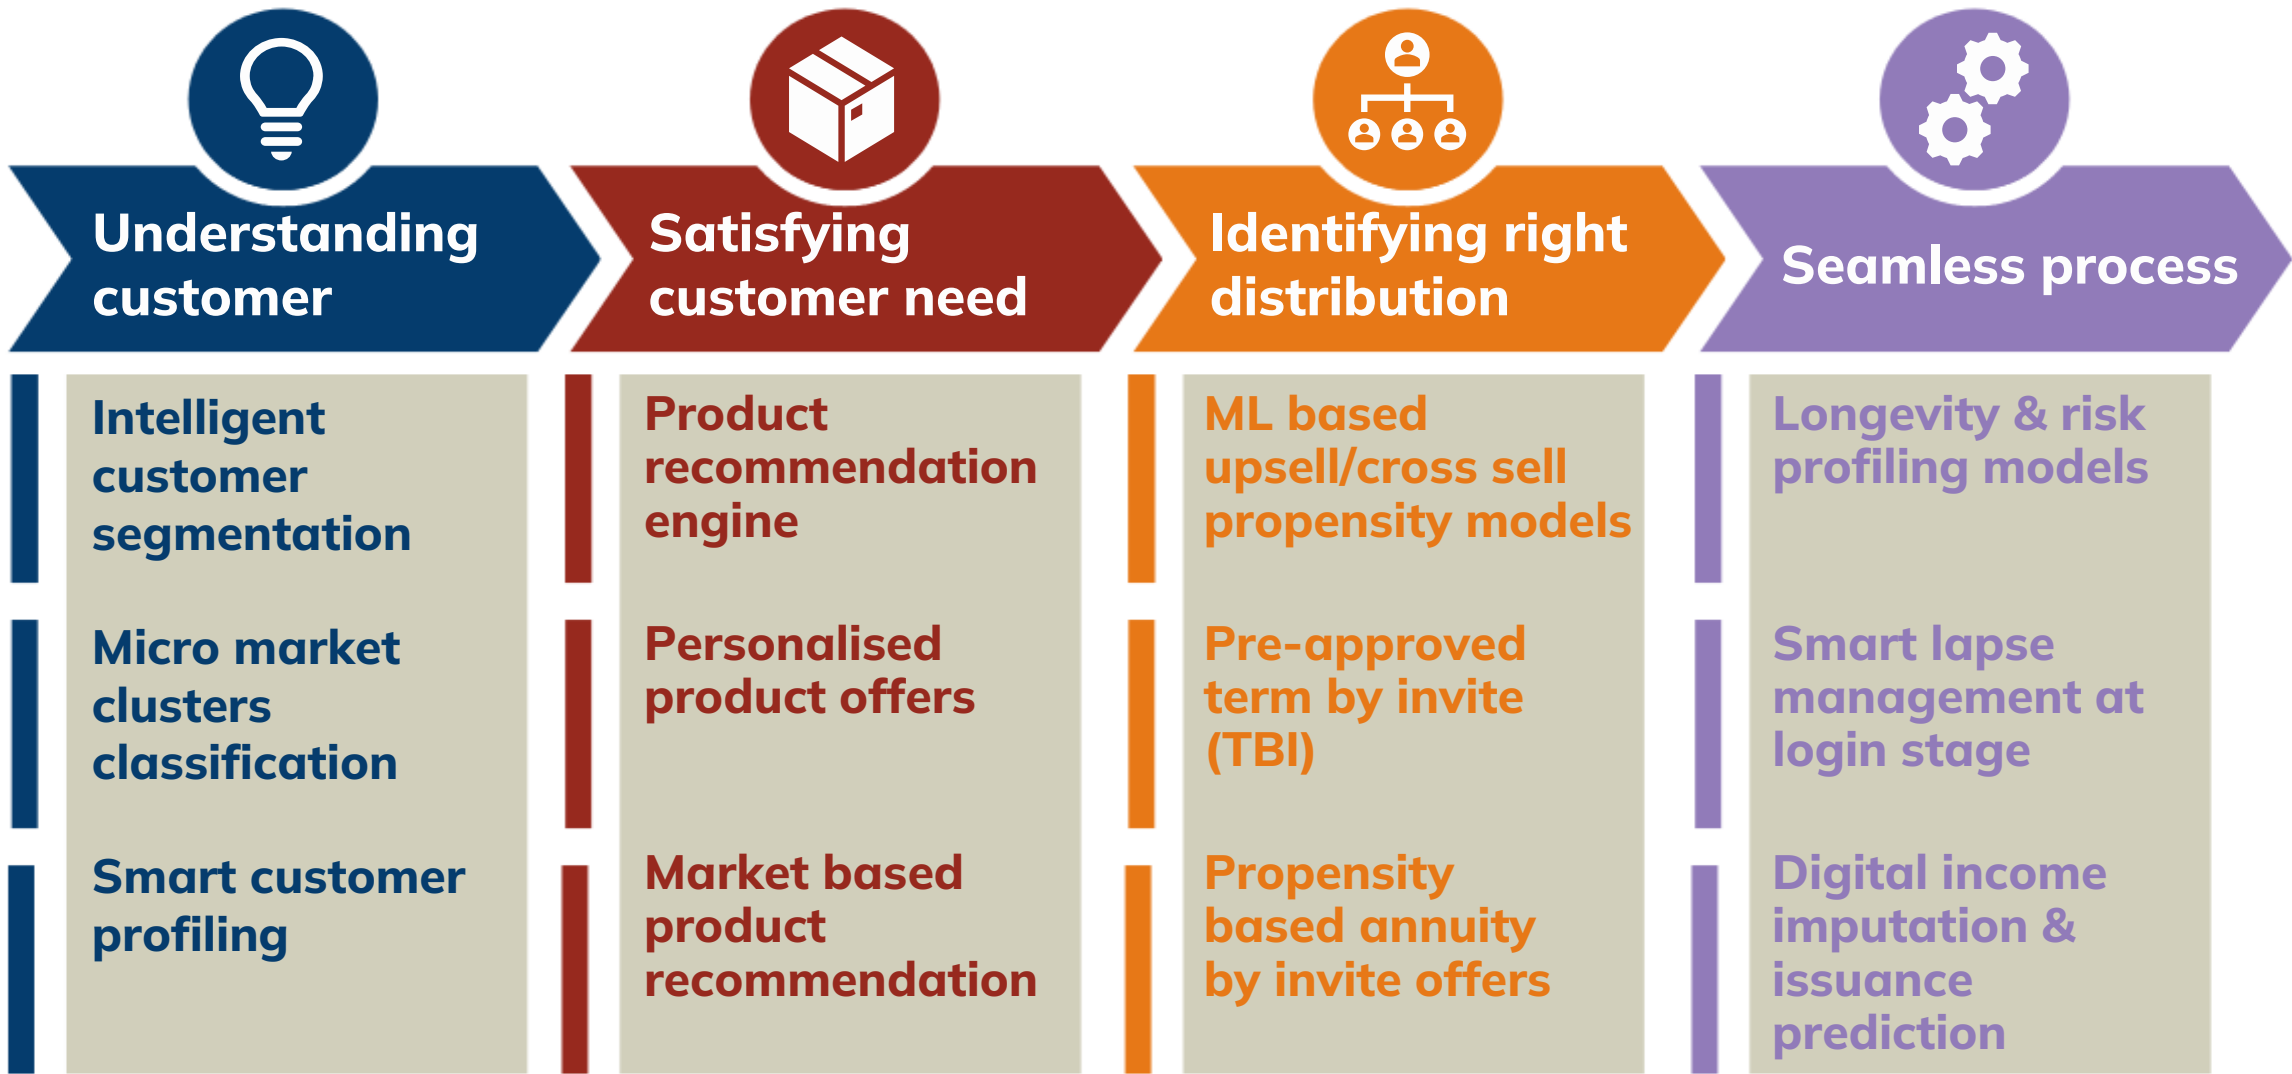 Understanding
customer
Satisfying
customer need
Identifying right
distribution
Seamless process
Intelligent
customer
segmentation
Micro market
clusters
classification
Smart customer
profiling
Product
recommendation
engine
Personalised
product offers
Market based
product
recommendation
ML based
upsell/cross sell
propensity models
Pre-approved
term by invite
(TBI)
Propensity
based annuity
by invite offers
Longevity & risk
profiling models
Smart lapse
management at
login stage
Digital income
imputation &
issuance
prediction